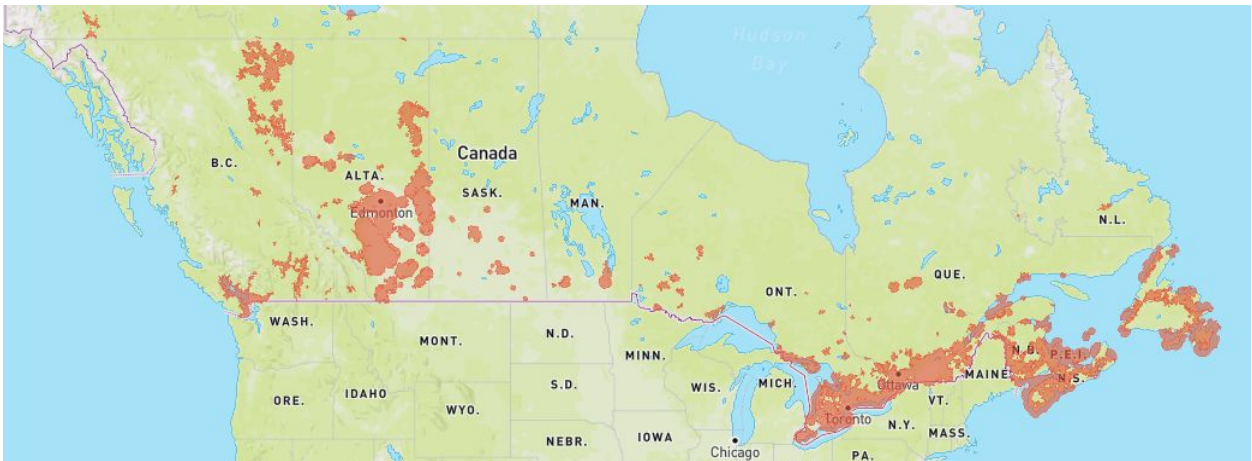 Hudson
Bay
Canada
B.C.
ALTA.
SASK.
MAN.
Edmonton
N.L.
QUE.
ONT.
WASH.
MONT.
N.D.
MINN.
N.B.
P.E.I.
N.S.
Ottawa
MAINE
ORE.
IDAHO
S.D.
WIS.
MICH.
VT.
WYO.
Toronto
N.Y.
MASS.
NEBR.
IOWA
Chicago
PA.